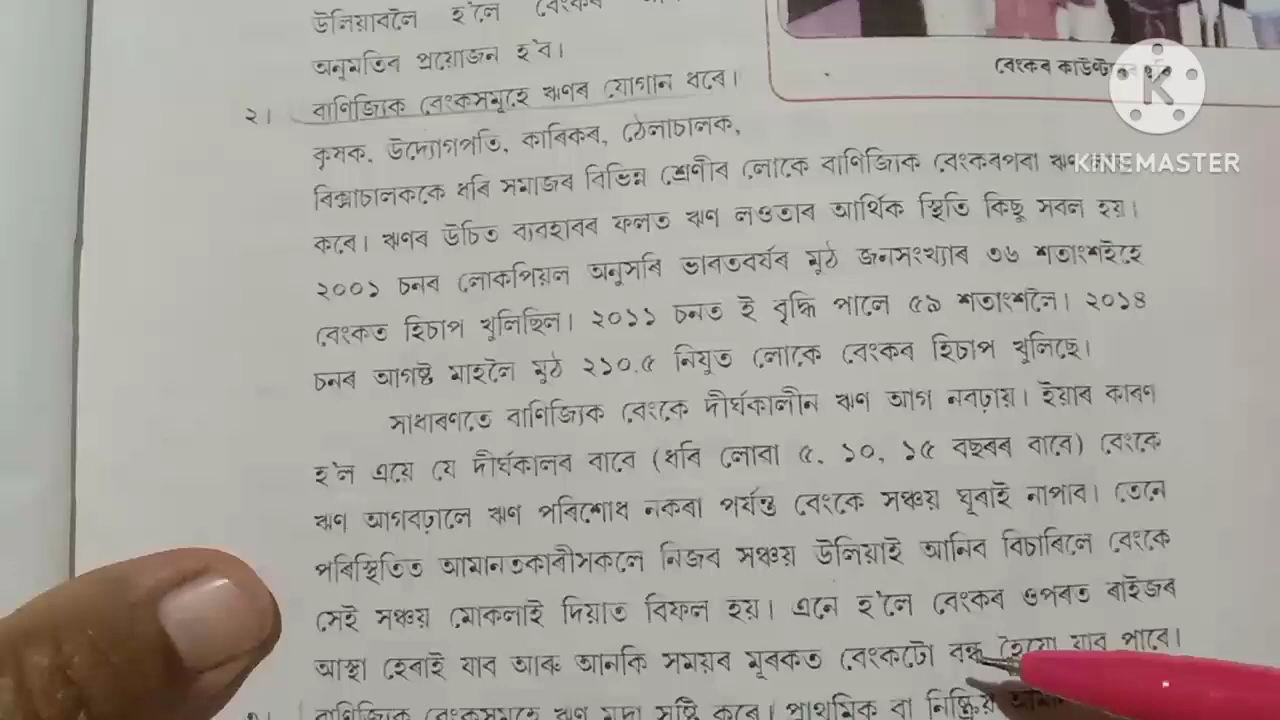 উলিয়াবলৈ হ'লে বেংকৰ
অনুমতিৰ প্ৰয়োজন হ'ব।
বেংকৰ কাউন্টাৰ
KINEMASTER
২। বাণিজ্যিক বেংকসমূহে ঋণৰ যোগান ধৰে।
কৃষক, উদ্যোগপতি, কাৰিকৰ, ঠেলাচালক,
ৰিক্সাচালককে ধৰি সমাজৰ বিভিন্ন শ্ৰেণীৰ লোকে বাণিজ্যিক বেংকৰপৰা ঋণ
কৰে। ঋণৰ উচিত ব্যৱহাৰৰ ফলত ঋণ লওতাৰ আৰ্থিক স্থিতি কিছু সবল হয়।
২০০১ চনৰ লোকপিয়ল অনুসৰি ভাৰতবৰ্ষৰ মুঠ জনসংখ্যাৰ ৩৬ শতাংশইহে
বেংকত হিচাপ খুলিছিল। ২০১১ চনত ই বৃদ্ধি পালে ৫৯ শতাংশলৈ। ২০১৪
চনৰ আগষ্ট মাহলৈ মুঠ ২১০.৫ নিযুত লোকে বেংকৰ হিচাপ খুলিছে।
সাধাৰণতে বাণিজ্যিক বেংকে দীৰ্ঘকালীন ঋণ আগ নবঢ়ায়। ইয়াৰ কাৰণ
হ'ল এয়ে যে দীৰ্ঘকালৰ বাবে (ধৰি লোৱা ৫, ১০, ১৫ বছৰৰ বাবে) বেংকে
ঋণ আগবঢ়ালে ঋণ পৰিশোধ নকৰা পৰ্যন্ত বেংকে সঞ্চয় ঘূৰাই নাপাব। তেনে
পৰিস্থিতিত আমানতকাৰীসকলে নিজৰ সঞ্চয় উলিয়াই আনিব বিচাৰিলে বেংকে
সেই সঞ্চয় মোকলাই দিয়াত বিফল হয়। এনে হ'লে বেংকৰ ওপৰত ৰাইজৰ
আস্থা হেৰাই যাব আৰু আনকি সময়ৰ মূৰকত বেংকটো বন্ধ হৈয়ো যাব পাৰে।
বাণিজ্যিক বেংকসমূহে ঋণ মুদ্ৰা সৃষ্টি কৰে। প্ৰাথমিক বা নিষ্ক্ৰিয়